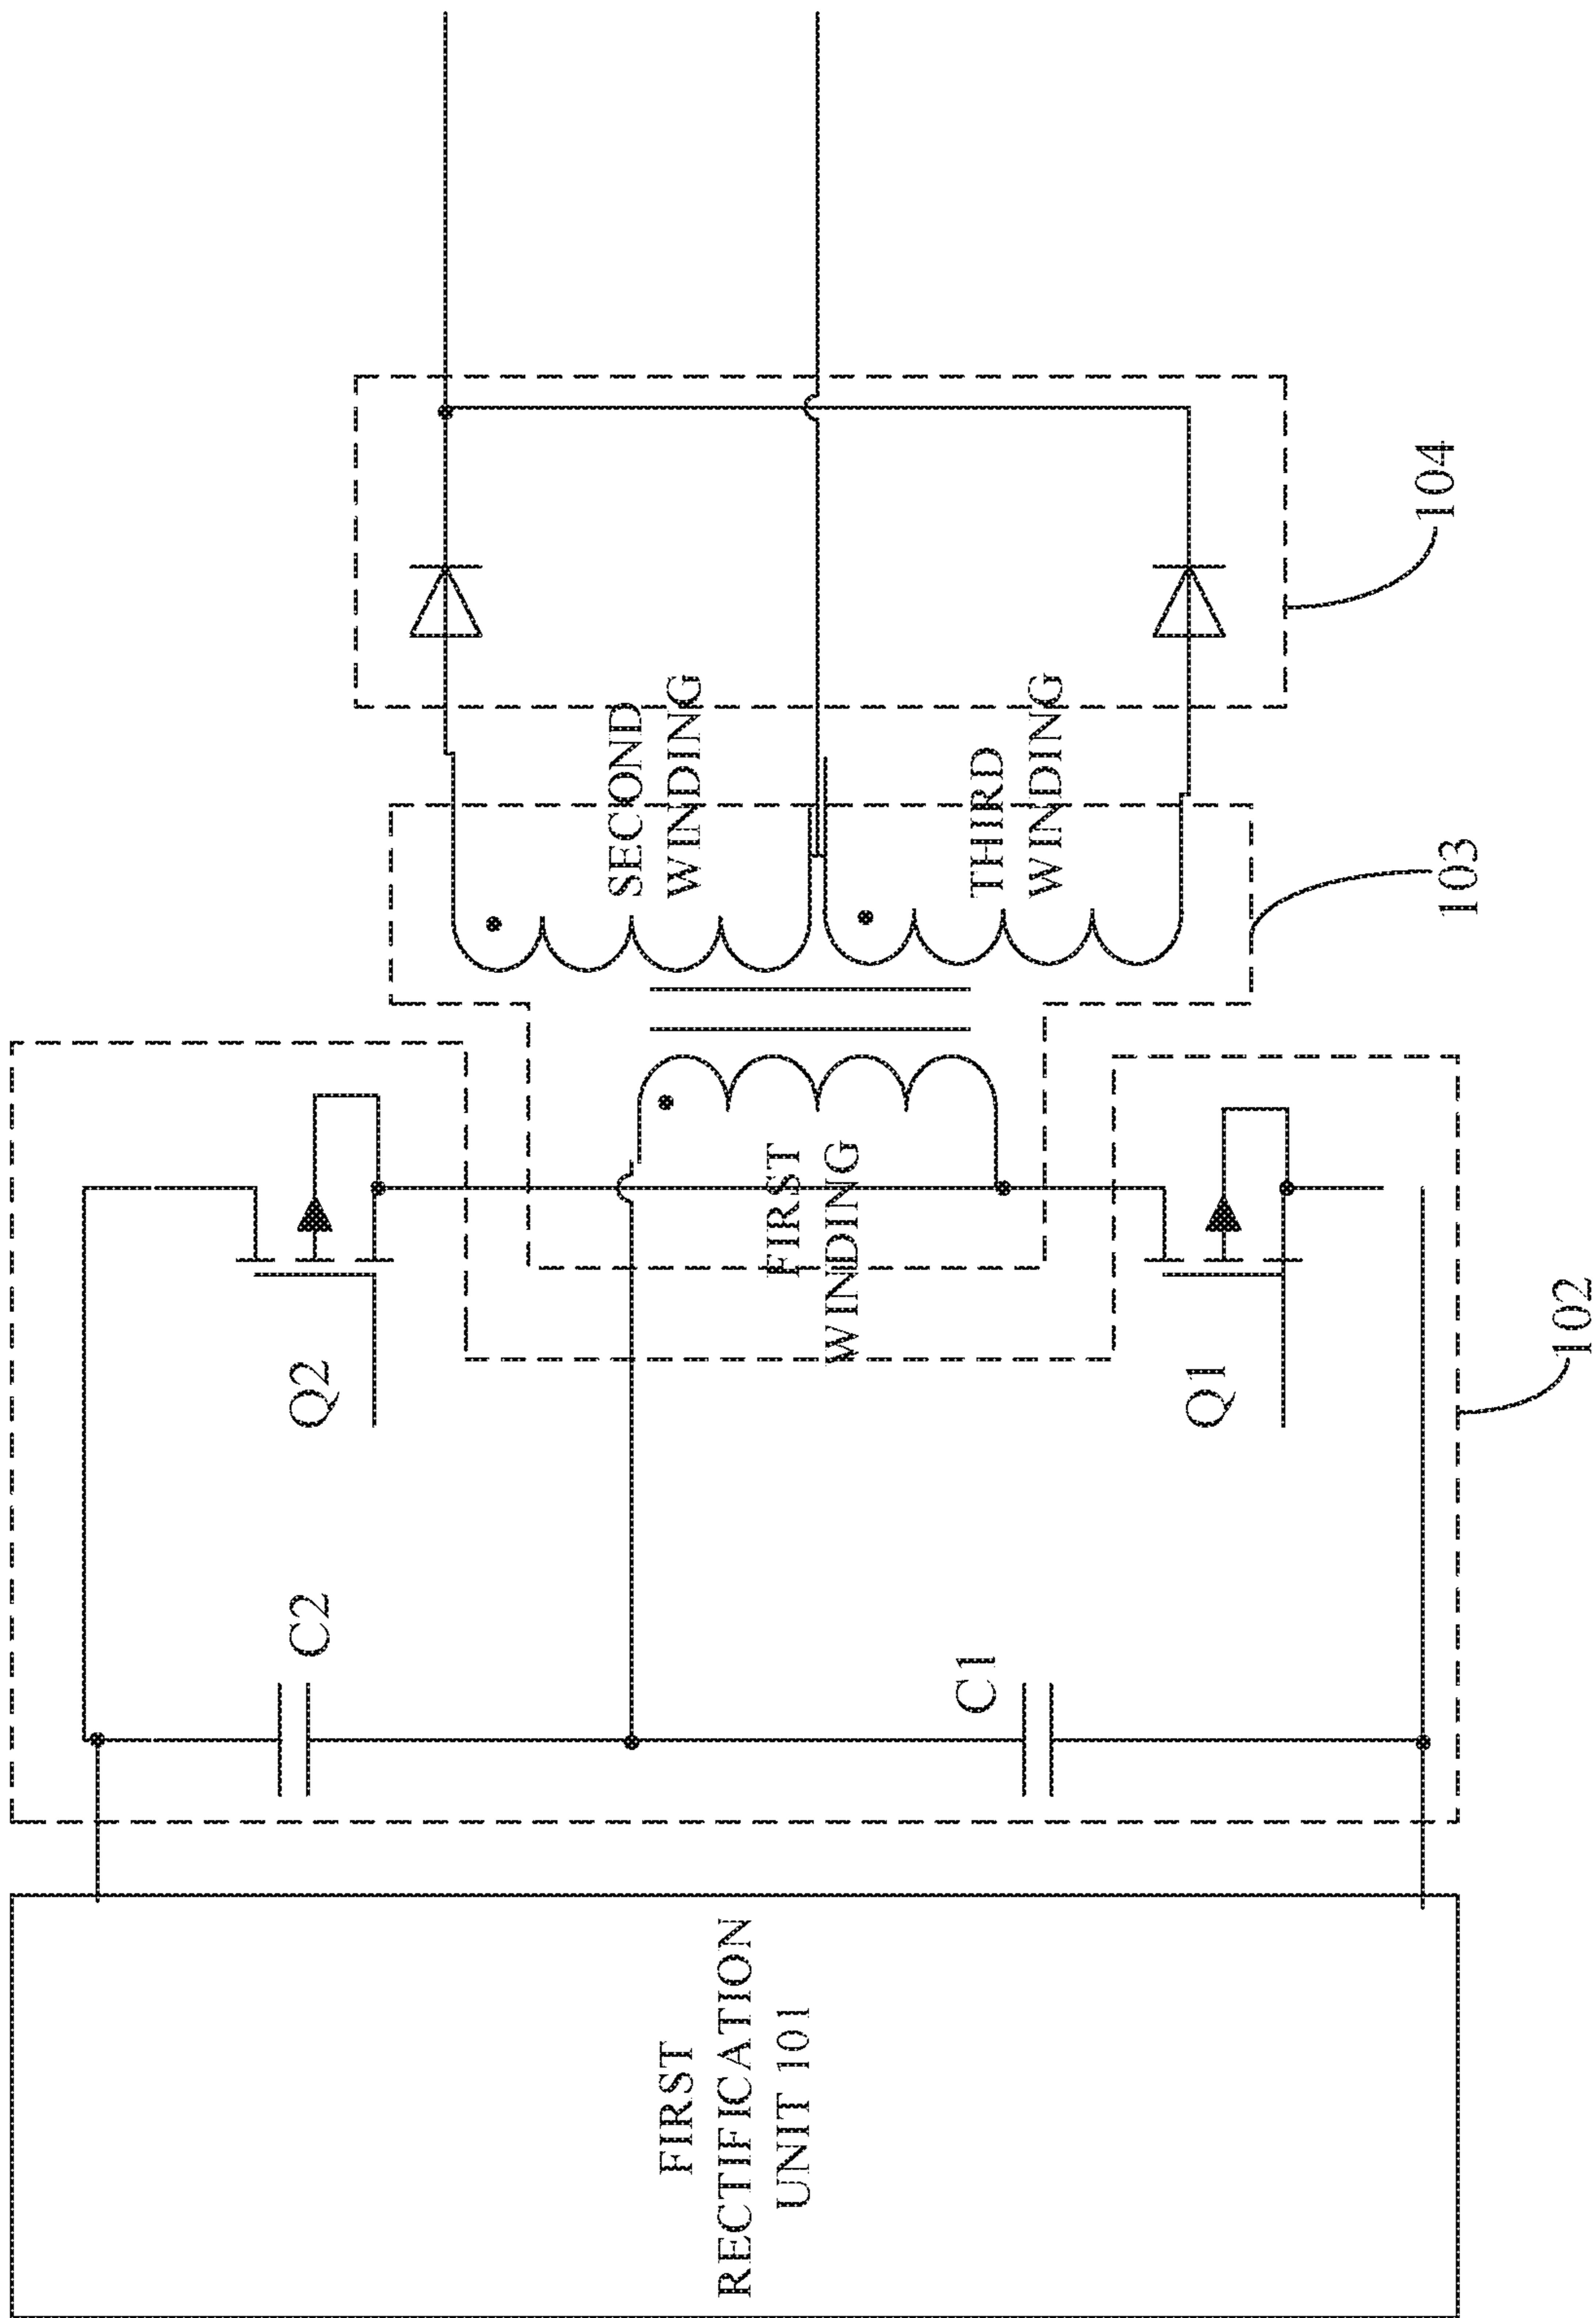 FIRST
RECTIFICATION
UNIT 101
C2
C1
Q2
Q1
102
FIRST
WINDING
103
SECOND
WINDING
THIRD
WINDING
104